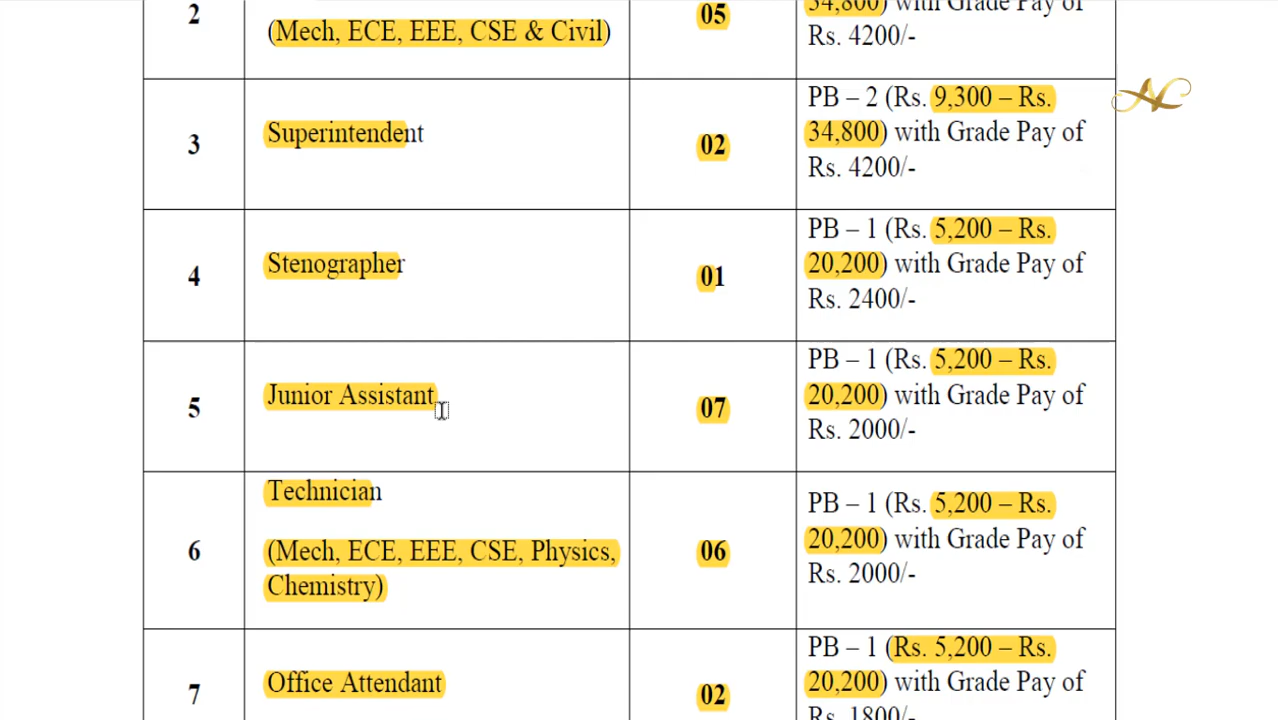 2
(Mech, ECE, EEE, CSE & Civil)
05
34,800) with Grade Pay of
Rs. 4200/-
3
Superintendent
02
PB – 2 (Rs. 9,300 – Rs.
34,800) with Grade Pay of
Rs. 4200/-
4
Stenographer
01
PB – 1 (Rs. 5,200 – Rs.
20,200) with Grade Pay of
Rs. 2400/-
5
Junior Assistant
07
PB – 1 (Rs. 5,200 – Rs.
20,200) with Grade Pay of
Rs. 2000/-
6
Technician
(Mech, ECE, EEE, CSE, Physics,
Chemistry)
06
PB – 1 (Rs. 5,200 – Rs.
20,200) with Grade Pay of
Rs. 2000/-
7
Office Attendant
02
PB – 1 (Rs. 5,200 – Rs.
20,200) with Grade Pay of
Rs. 1800/-